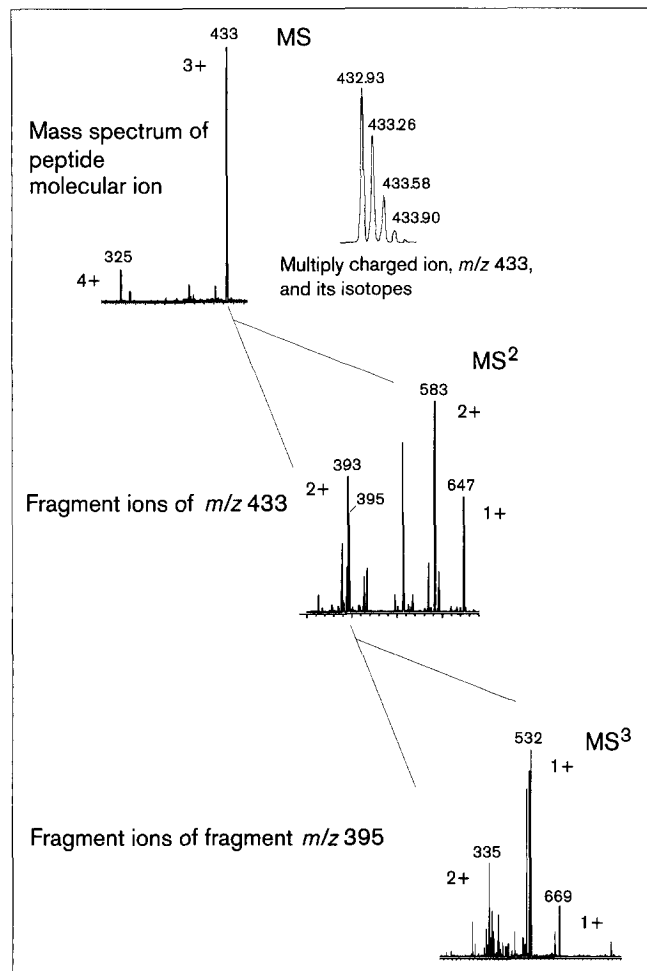 MS
433
3+
Mass spectrum of
peptide
molecular ion
325
4+
432.93
433.26
433.58
433.90
Multiply charged ion, m/z 433,
and its isotopes
MS²
583
2+
393
2+
395
647
1+
Fragment ions of m/z 433
MS³
532
1+
335
2+
669
1+
Fragment ions of fragment m/z 395